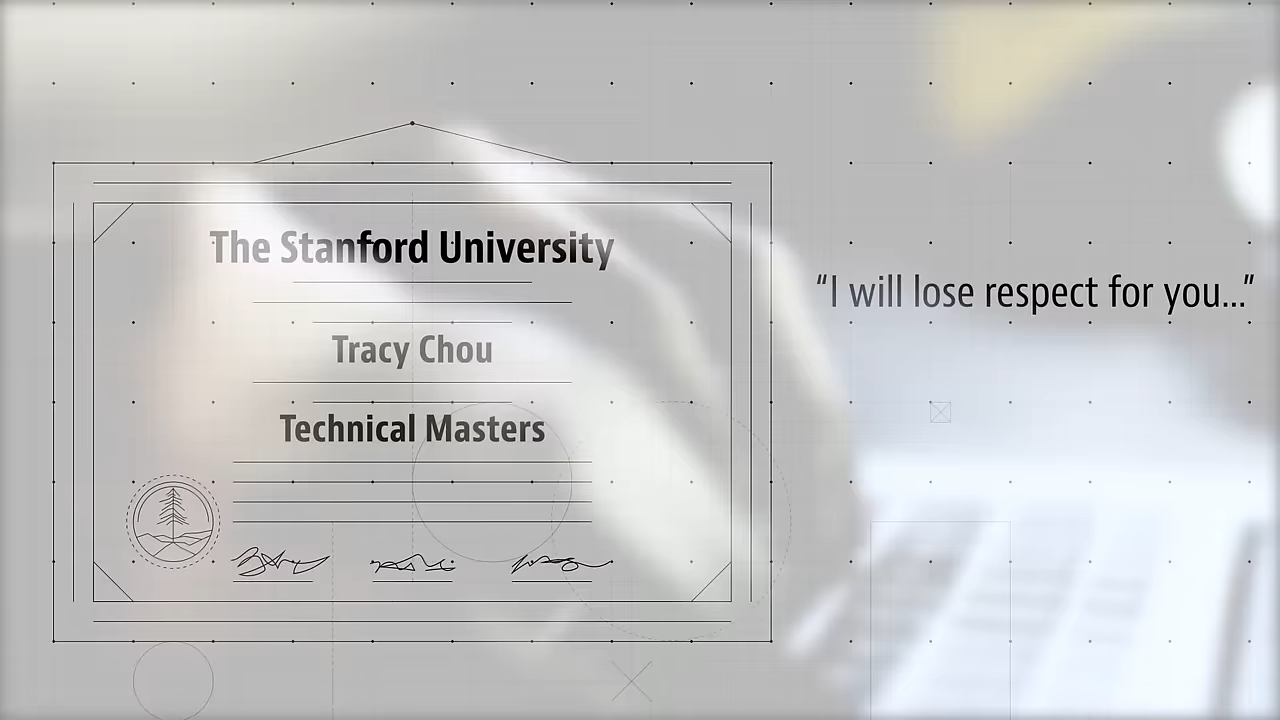 The Stanford University
Tracy Chou
Technical Masters
“I will lose respect for you...”